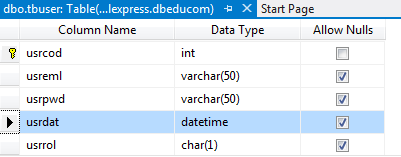 dbo.tbuser: Table(...lexpress.dbeducom) Start Page
Column Name Data Type Allow Nulls
usrcod int
usreml varchar(50)
usrpwd varchar(50)
usrdat datetime
usrrol char(1)